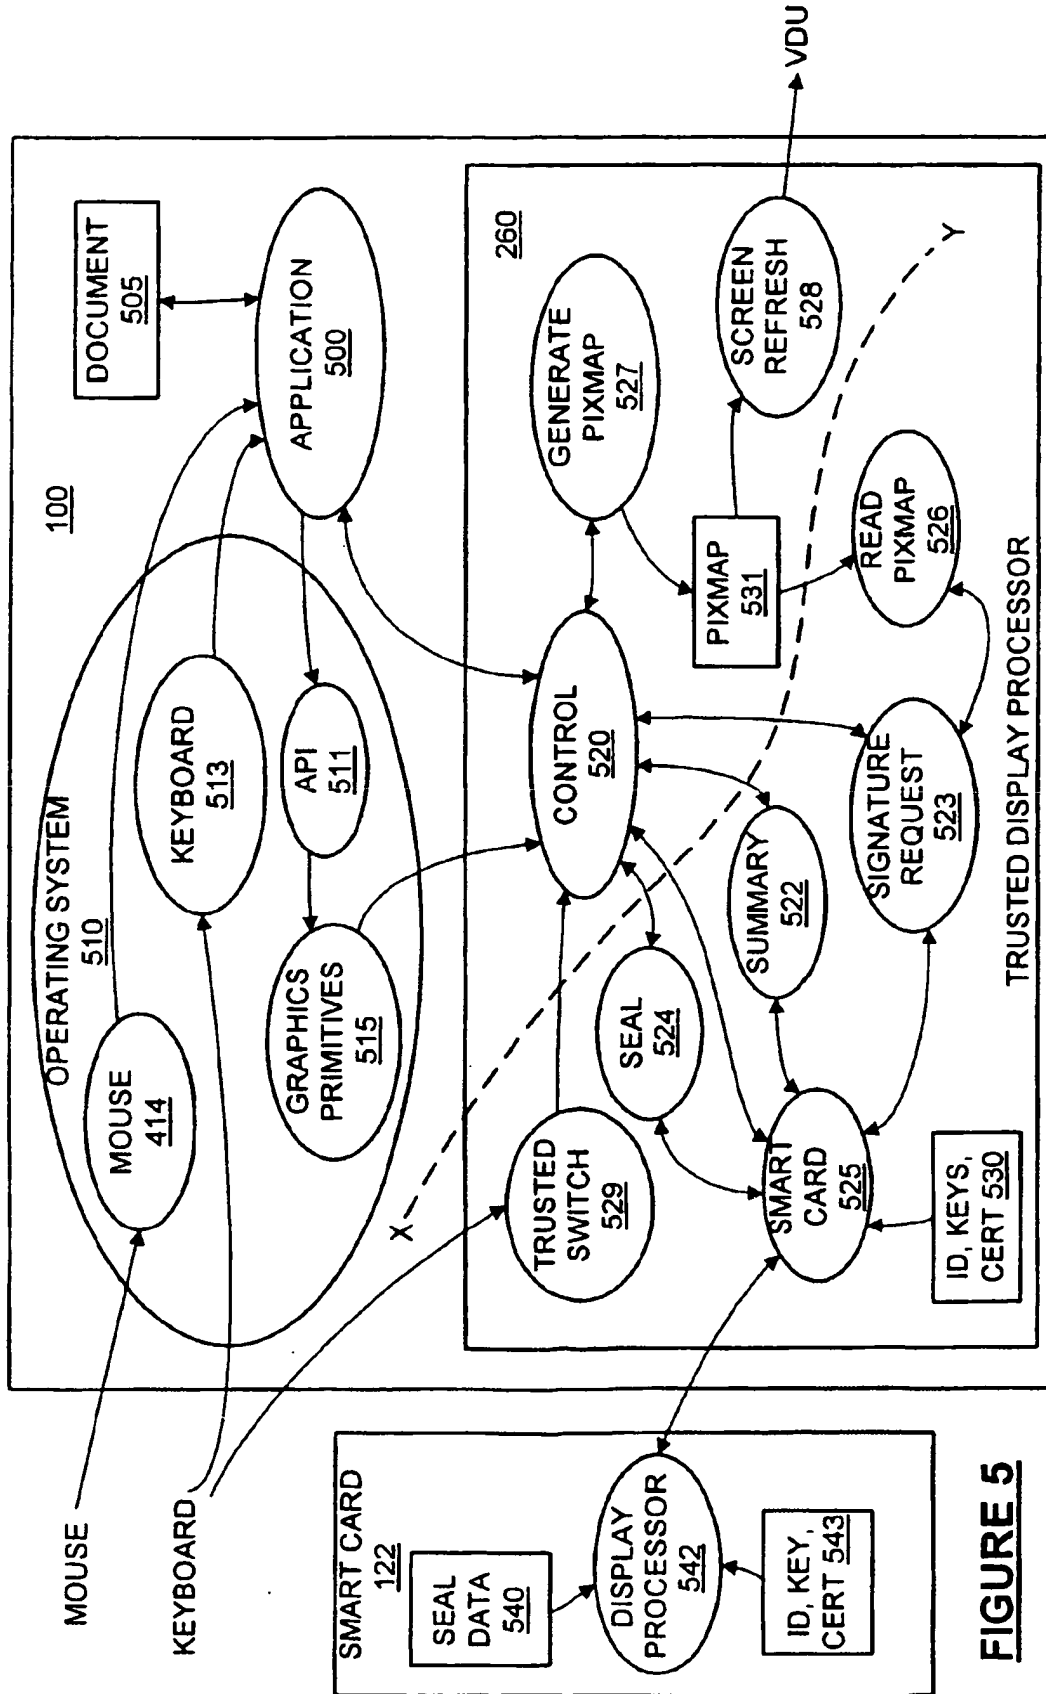 MOUSE
KEYBOARD
SMART CARD
122
SEAL
DATA
540
DISPLAY
PROCESSOR
542
ID, KEY,
CERT 543
100
OPERATING SYSTEM
510
MOUSE
414
KEYBOARD
513
GRAPHICS
PRIMITIVES
515
API
511
DOCUMENT
505
APPLICATION
500
X
260
TRUSTED
SWITCH
529
SEAL
524
CONTROL
520
GENERATE
PIXMAP
527
PIXMAP
531
SCREEN
REFRESH
528
VDU
Y
SMART
CARD
525
SUMMARY
522
SIGNATURE
REQUEST
523
READ
PIXMAP
526
ID, KEYS,
CERT 530
TRUSTED DISPLAY PROCESSOR
FIGURE 5